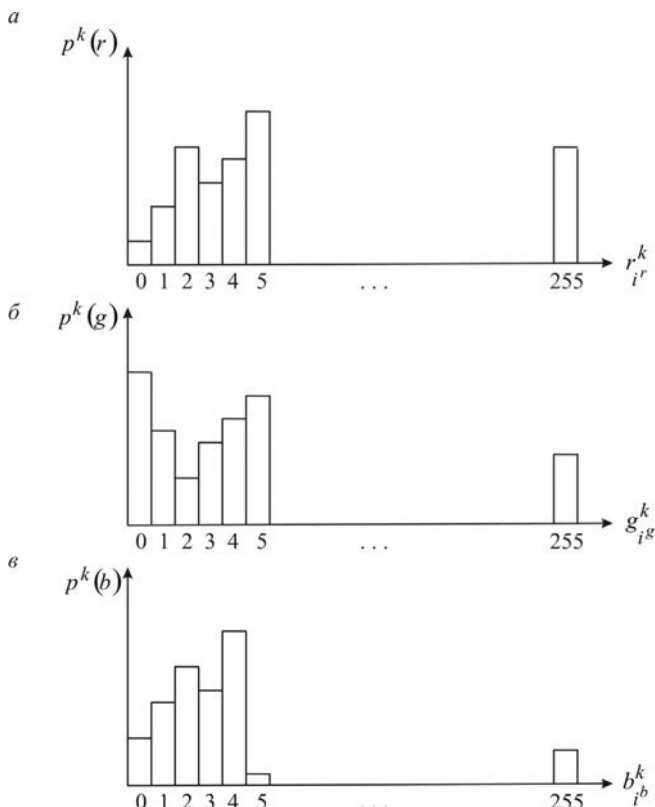 а
p^k(r)
0 1 2 3 4 5 ... 255 r^k_{i^r}
б
p^k(g)
0 1 2 3 4 5 ... 255 g^k_{i^g}
в
p^k(b)
0 1 2 3 4 5 ... 255 b^k_{i^b}